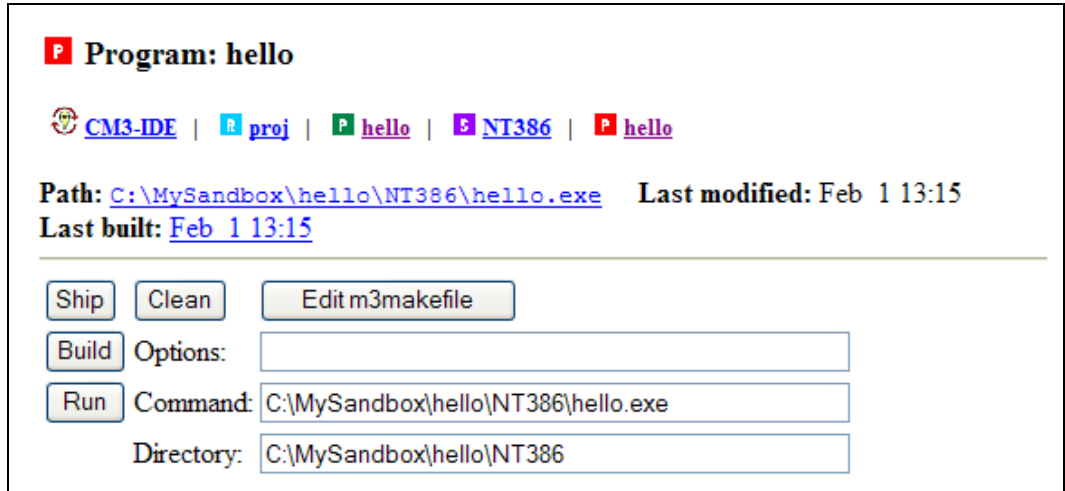 P Program: hello
CM3-IDE | R proj | P hello | S NT386 | P hello
Path: C:\MySandbox\hello\NT386\hello.exe Last modified: Feb 1 13:15
Last built: Feb 1 13:15
Ship Clean Edit m3makefile
Build Options:
Run Command: C:\MySandbox\hello\NT386\hello.exe
Directory: C:\MySandbox\hello\NT386